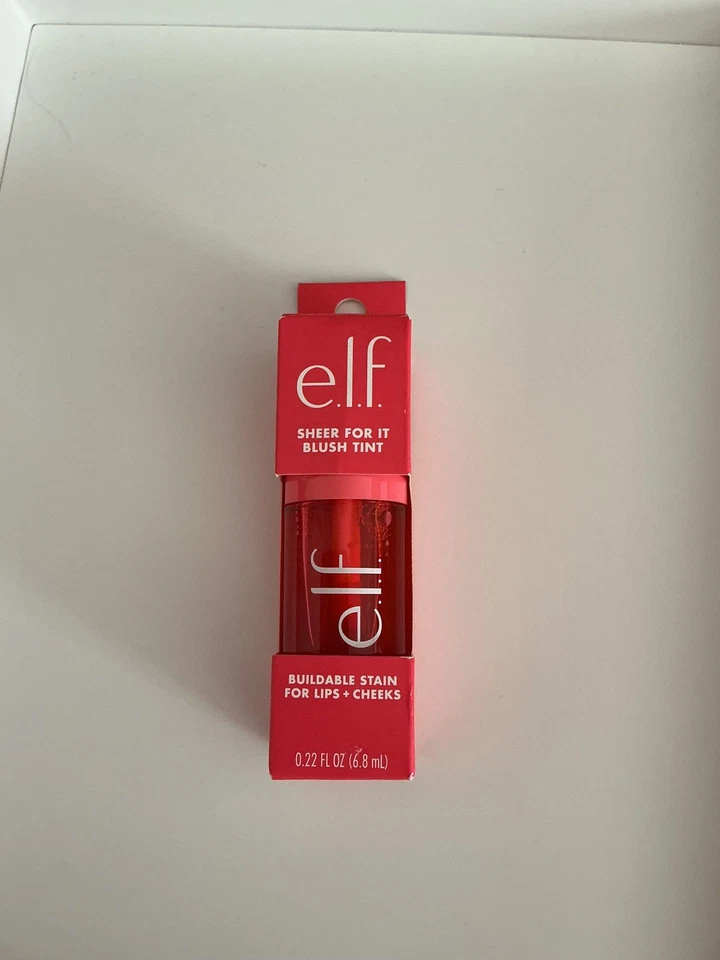 e.l.f.
SHEER FOR IT
BLUSH TINT
e.l.f.
BUILDABLE STAIN
FOR LIPS + CHEEKS
0.22 FL OZ (6.8 mL)